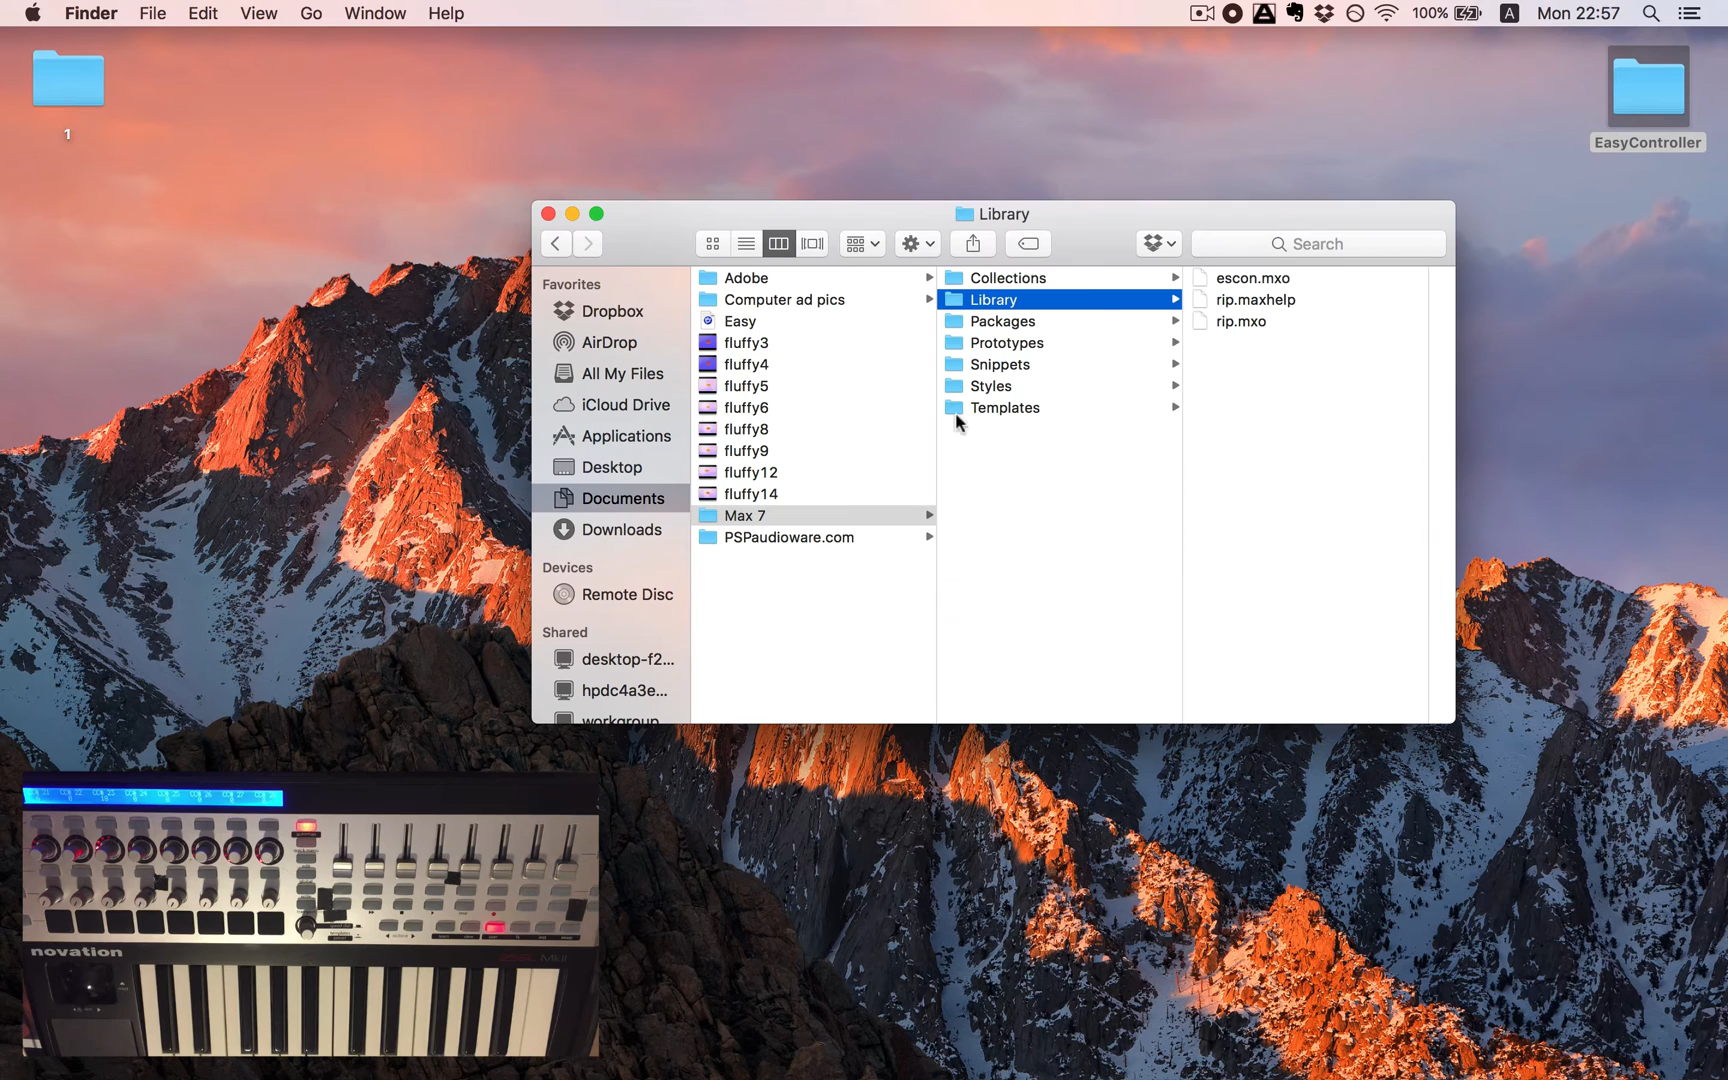 Finder File Edit View Go Window Help
100% A Mon 22:57
1
EasyController
Library
Search
Favorites
Dropbox
AirDrop
All My Files
iCloud Drive
Applications
Desktop
Documents
Downloads
Devices
Remote Disc
Shared
desktop-f2...
hpdc4a3e...
workgroup
Adobe
Computer ad pics
Easy
fluffy3
fluffy4
fluffy5
fluffy6
fluffy8
fluffy9
fluffy12
fluffy14
Max 7
PSPaudioware.com
Collections
Library
Packages
Prototypes
Snippets
Styles
Templates
escon.mxo
rip.maxhelp
rip.mxo
novation
MkII